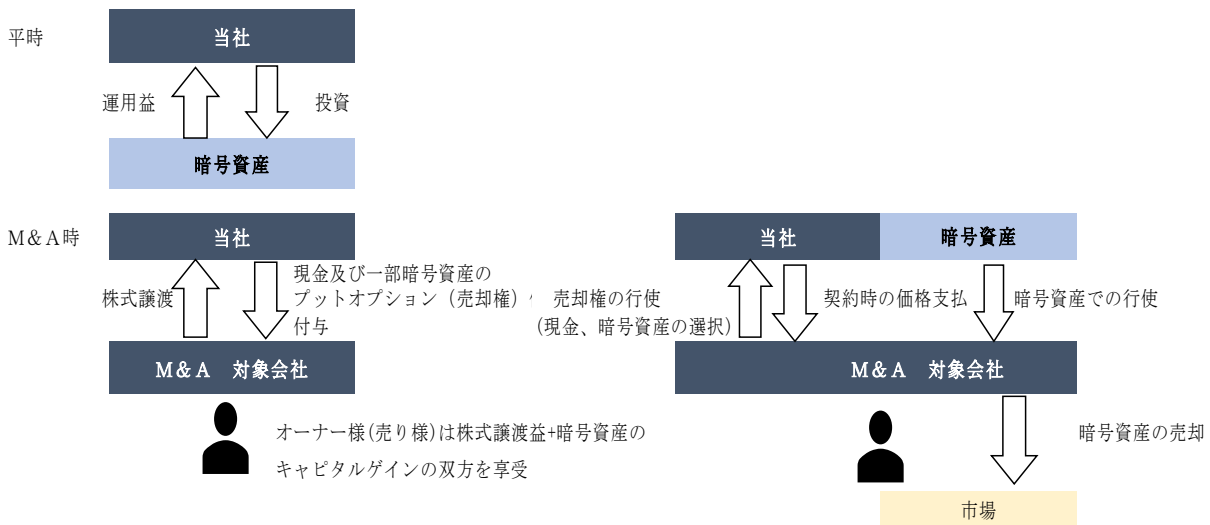 平時
当社
運用益
投資
暗号資産
M&A時
当社
株式譲渡
現金及び一部暗号資産の
プットオプション（売却権）
付与
M&A　対象会社
オーナー様(売り様)は株式譲渡益+暗号資産の
キャピタルゲインの双方を享受
当社
暗号資産
売却権の行使
(現金、暗号資産の選択)
契約時の価格支払
暗号資産での行使
M&A　対象会社
暗号資産の売却
市場